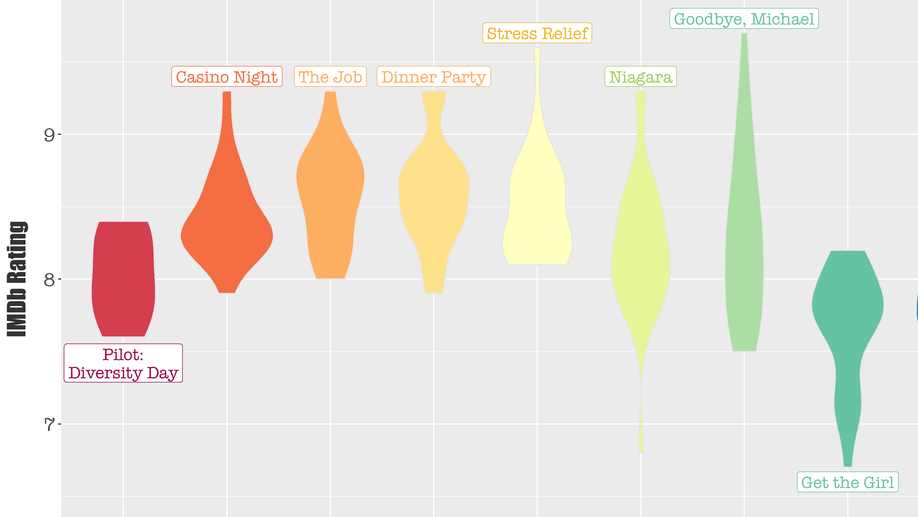 Goodbye, Michael
Stress Relief
Casino Night
The Job
Dinner Party
Niagara
9
8
7
IMDb Rating
Pilot:
Diversity Day
Get the Girl